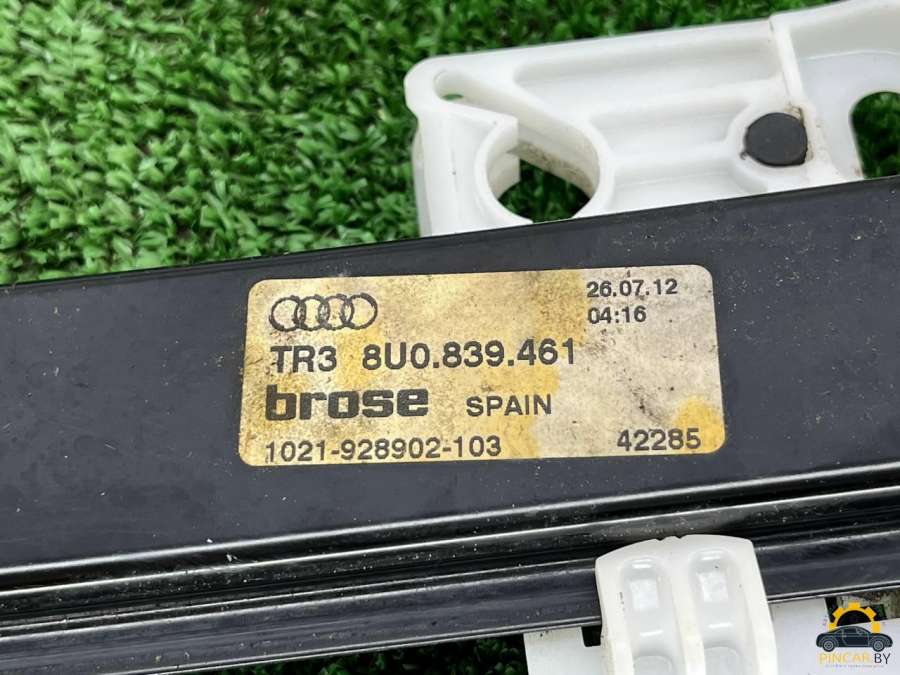 26.07.12
04:16
TR3 8U0.839.461
brose SPAIN
1021-928902-103 42285
PINCAR.BY